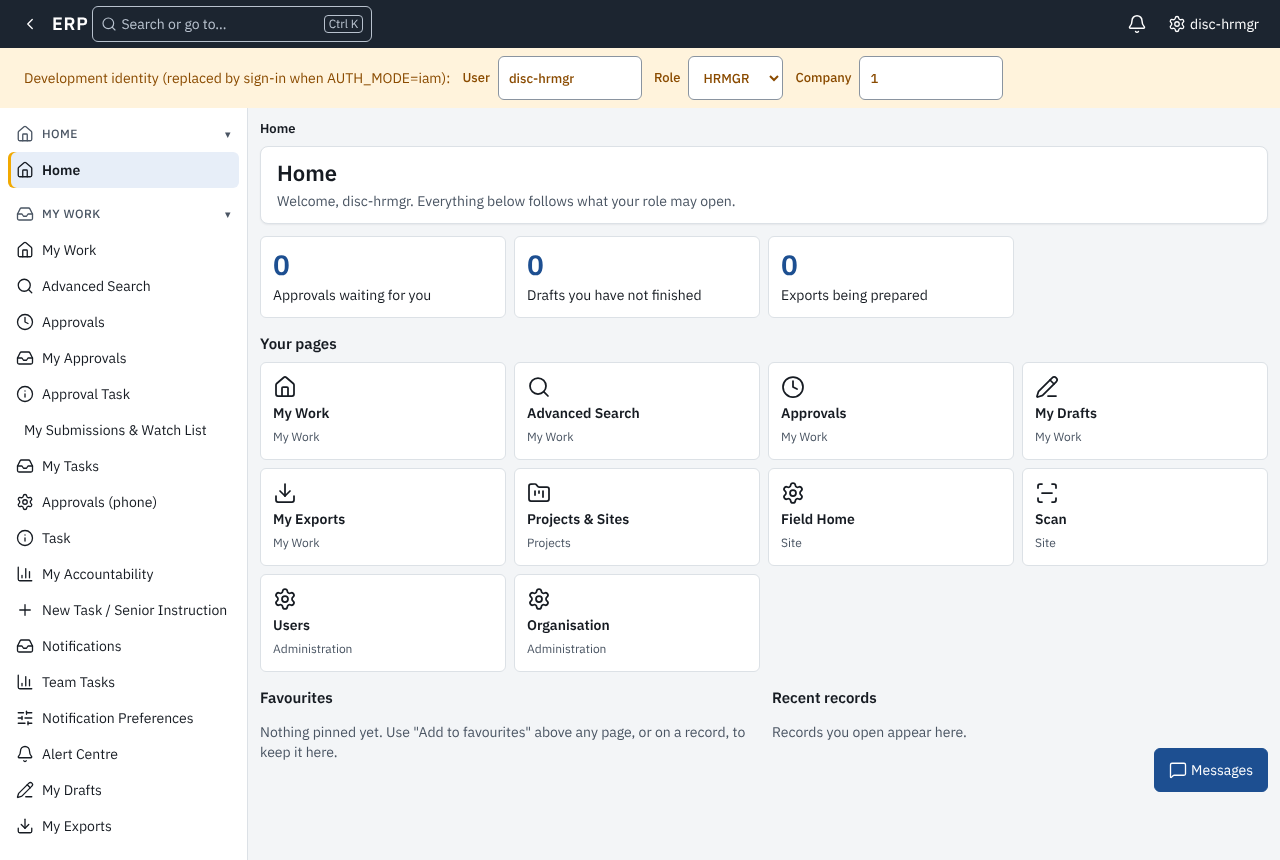 ERP
Search or go to...
Ctrl K
disc-hrmgr
Development identity (replaced by sign-in when AUTH_MODE=iam):
User
disc-hrmgr
Role
HRMGR
Company
1
HOME
Home
MY WORK
My Work
Advanced Search
Approvals
My Approvals
Approval Task
My Submissions & Watch List
My Tasks
Approvals (phone)
Task
My Accountability
New Task / Senior Instruction
Notifications
Team Tasks
Notification Preferences
Alert Centre
My Drafts
My Exports
Home
Home
Welcome, disc-hrmgr. Everything below follows what your role may open.
0
Approvals waiting for you
0
Drafts you have not finished
0
Exports being prepared
Your pages
My Work
My Work
Advanced Search
My Work
Approvals
My Work
My Drafts
My Work
My Exports
My Work
Projects & Sites
Projects
Field Home
Site
Scan
Site
Users
Administration
Organisation
Administration
Favourites
Nothing pinned yet. Use "Add to favourites" above any page, or on a record, to
keep it here.
Recent records
Records you open appear here.
Messages